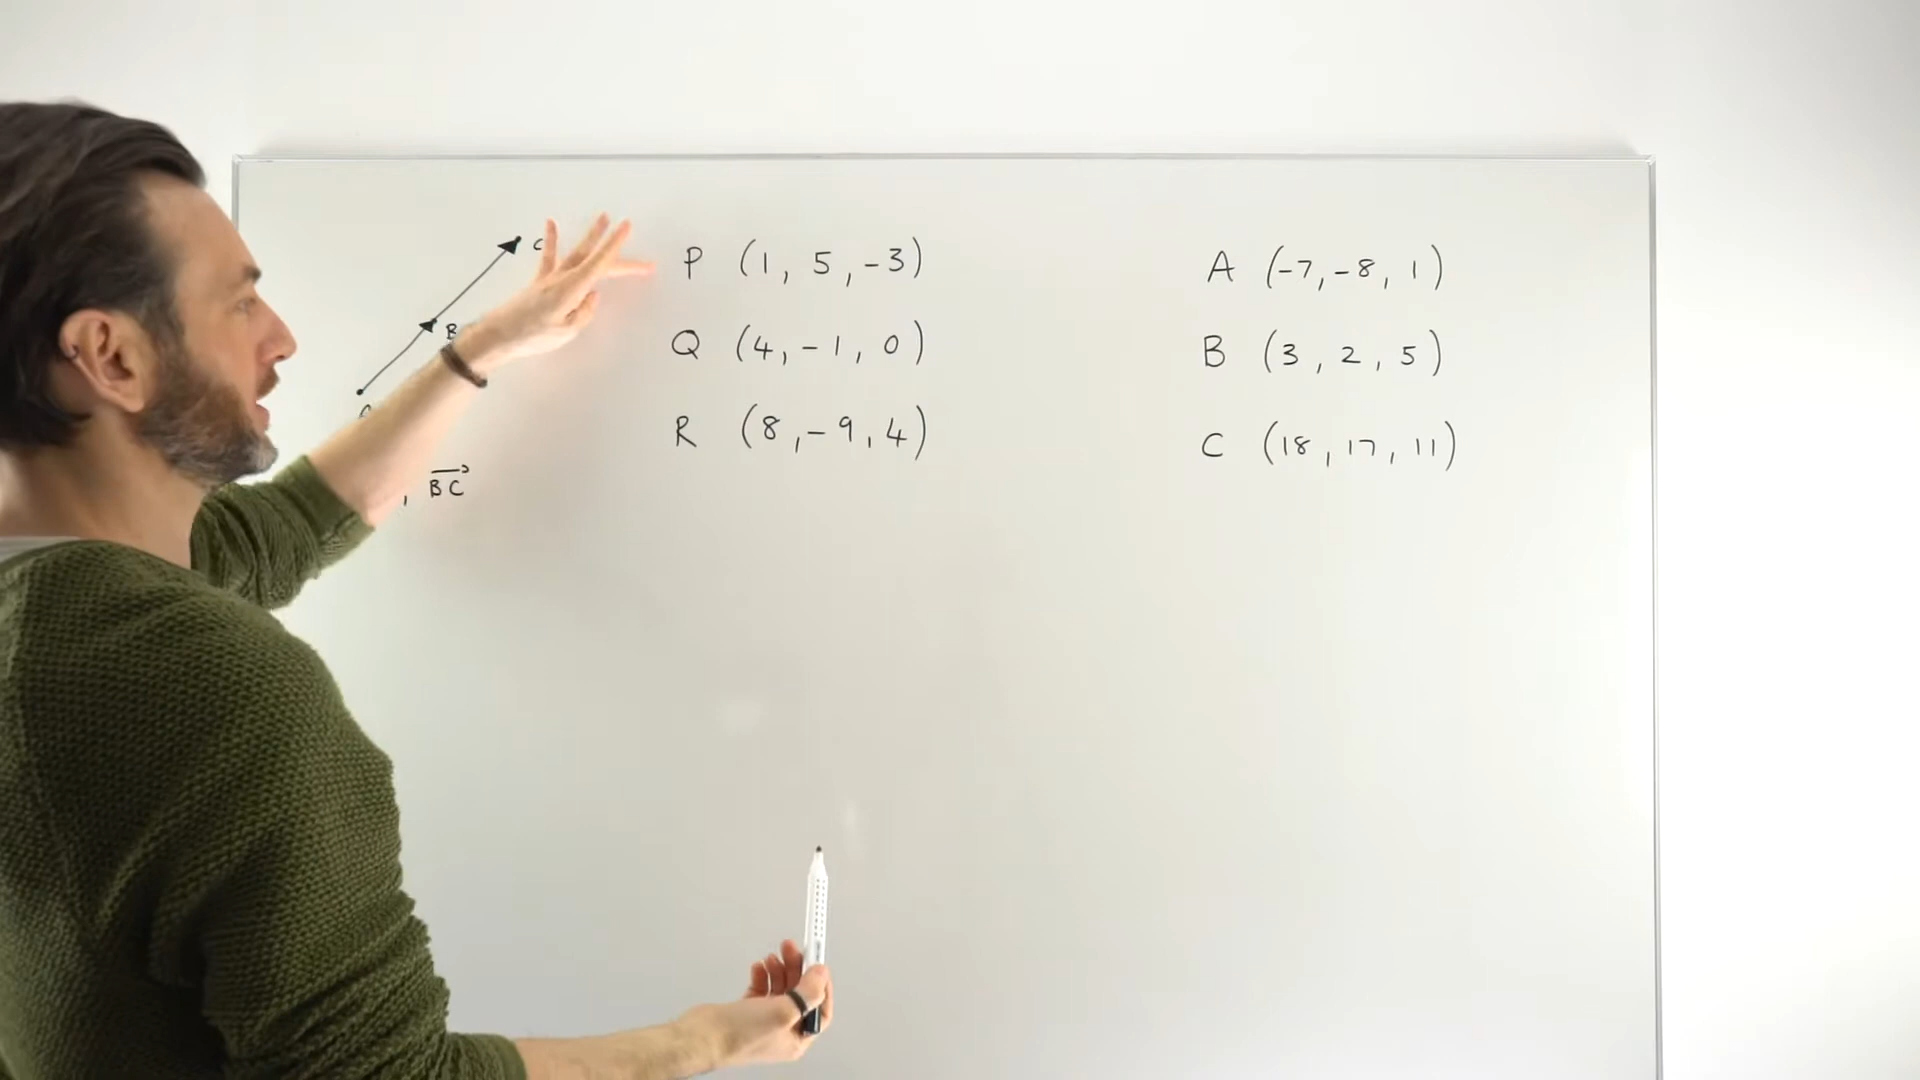 C
B
, BC
P (1, 5, -3)
Q (4, -1, 0)
R (8, -9, 4)
A (-7, -8, 1)
B (3, 2, 5)
C (18, 17, 11)